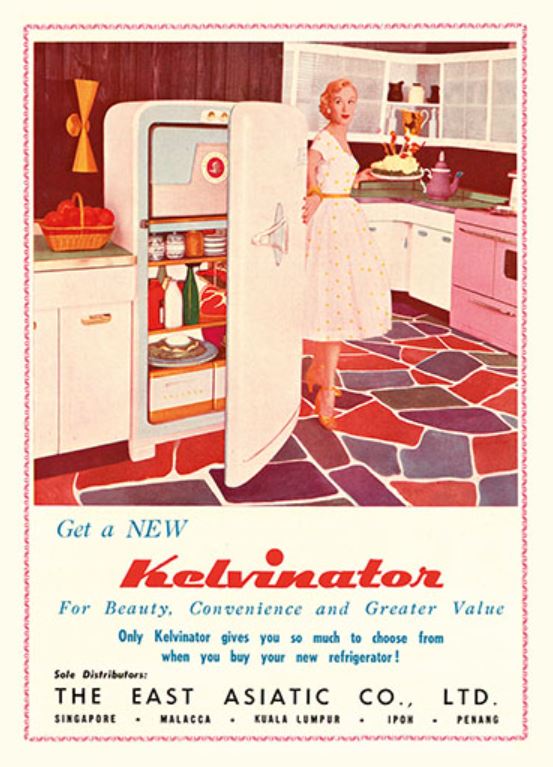 Get a NEW
Kelvinator
For Beauty, Convenience and Greater Value
Only Kelvinator gives you so much to choose from
when you buy your new refrigerator!
Sole Distributors:
THE EAST ASIATIC CO., LTD.
SINGAPORE - MALACCA - KUALA LUMPUR - IPOH - PENANG